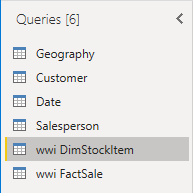 Queries [6]
Geography
Customer
Date
Salesperson
wwi DimStockItem
wwi FactSale